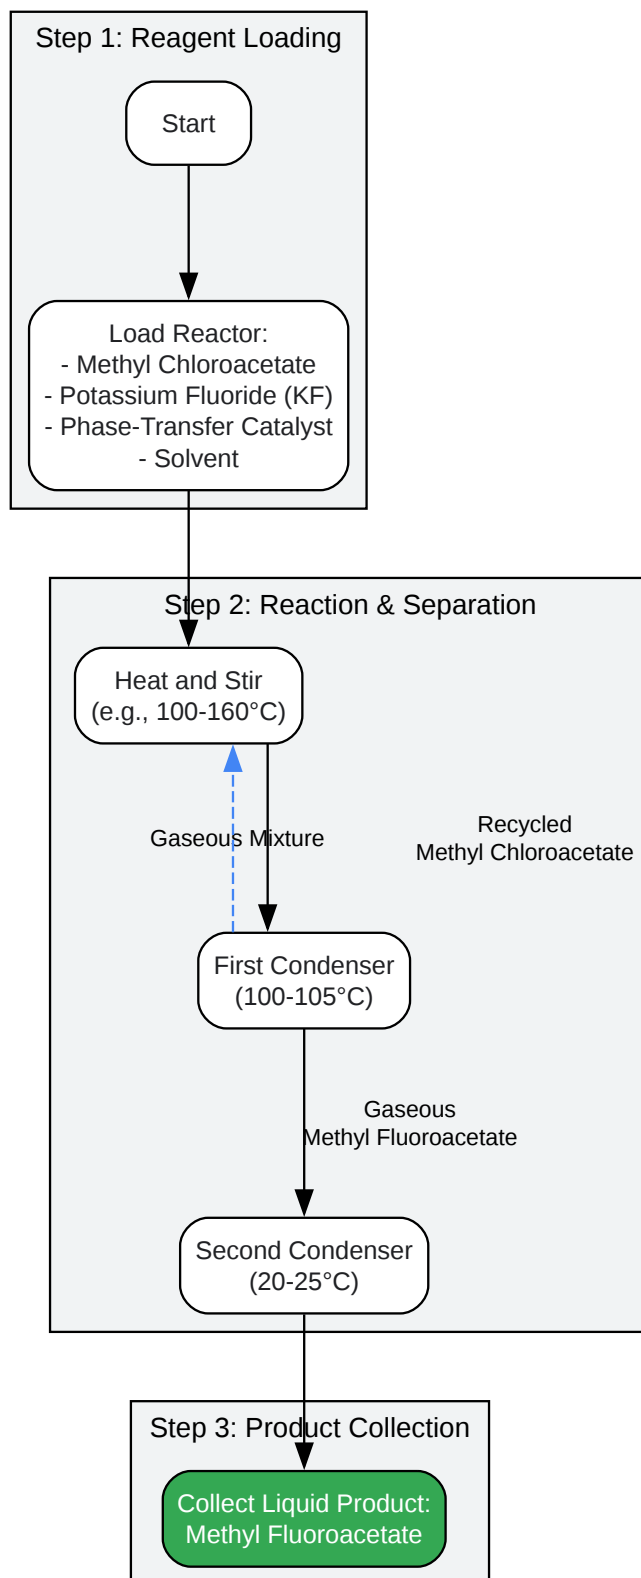 Step 1: Reagent Loading
Start
Load Reactor:
- Methyl Chloroacetate
- Potassium Fluoride (KF)
- Phase-Transfer Catalyst
- Solvent
Step 2: Reaction & Separation
Heat and Stir
(e.g., 100-160°C)
Gaseous Mixture
Recycled
Methyl Chloroacetate
First Condenser
(100-105°C)
Gaseous
Methyl Fluoroacetate
Second Condenser
(20-25°C)
Step 3: Product Collection
Collect Liquid Product:
Methyl Fluoroacetate